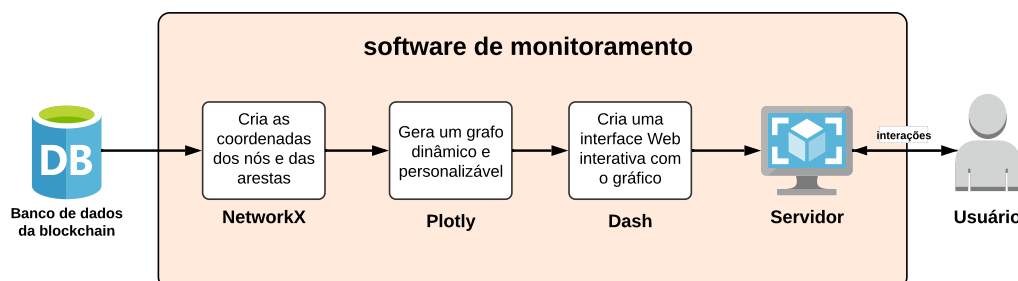 software de monitoramento
Cria as
coordenadas
dos nós e das
arestas
Gera um grafo
dinâmico e
personalizável
Cria uma
interface Web
interativa com
o gráfico
interações
DB
Banco de dados
da blockchain
NetworkX
Plotly
Dash
Servidor
Usuário